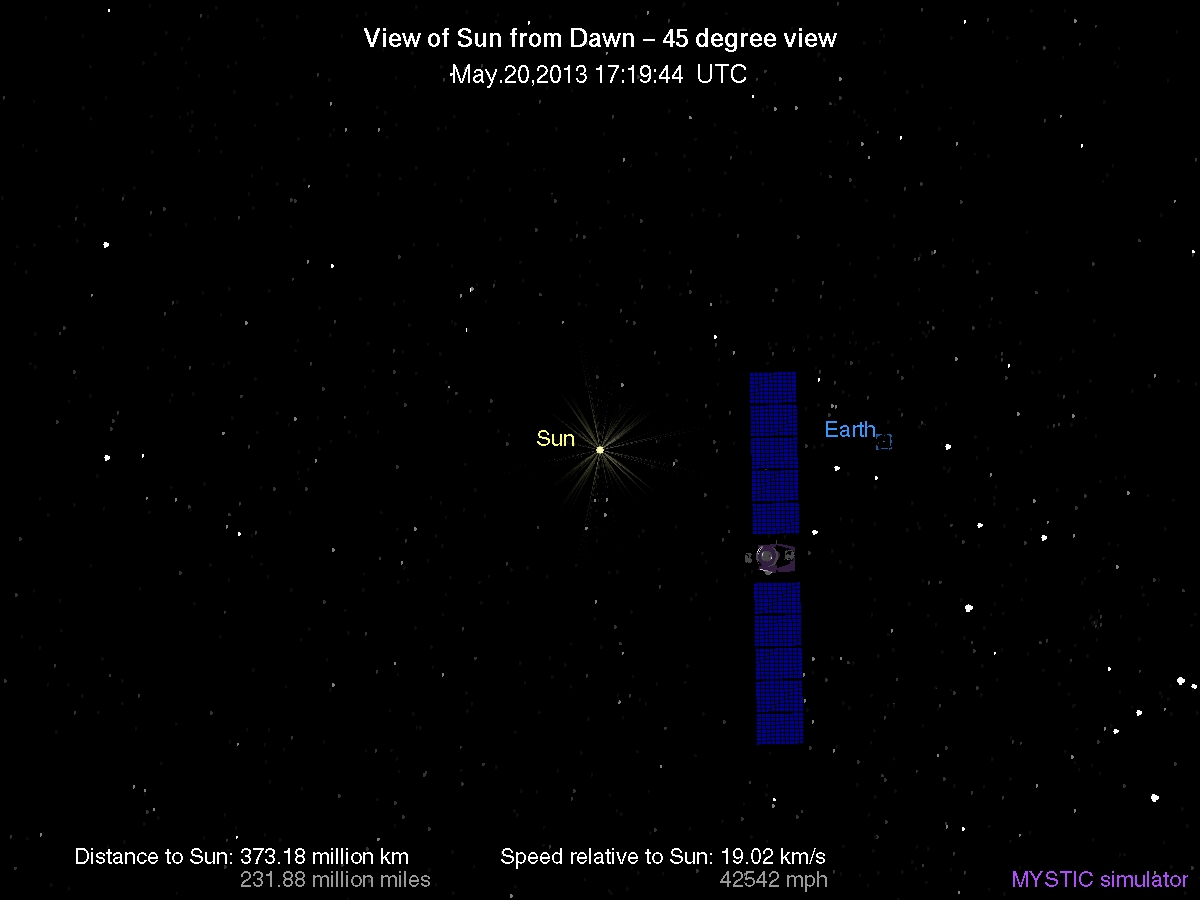 View of Sun from Dawn – 45 degree view
May.20,2013 17:19:44 UTC
Earth
Sun
Distance to Sun: 373.18 million km
231.88 million miles
Speed relative to Sun: 19.02 km/s
42542 mph
MYSTIC simulator